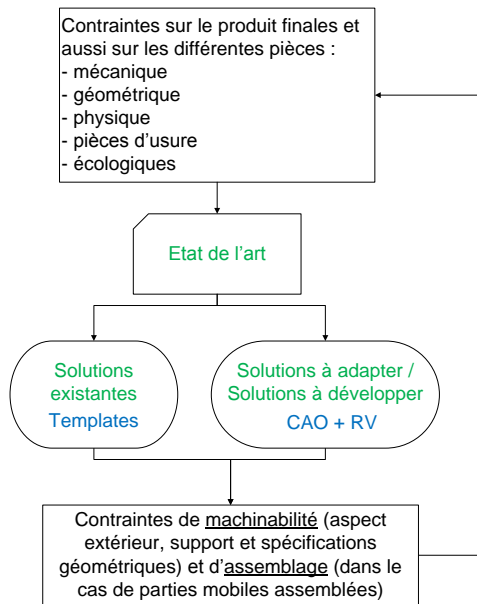 Contraintes sur le produit finales et
aussi sur les différentes pièces :
- mécanique
- géométrique
- physique
- pièces d'usure
- écologiques
Etat de l'art
Solutions
existantes
Templates
Solutions à adapter /
Solutions à développer
CAO + RV
Contraintes de machinabilité (aspect
extérieur, support et spécifications
géométriques) et d'assemblage (dans le
cas de parties mobiles assemblées)